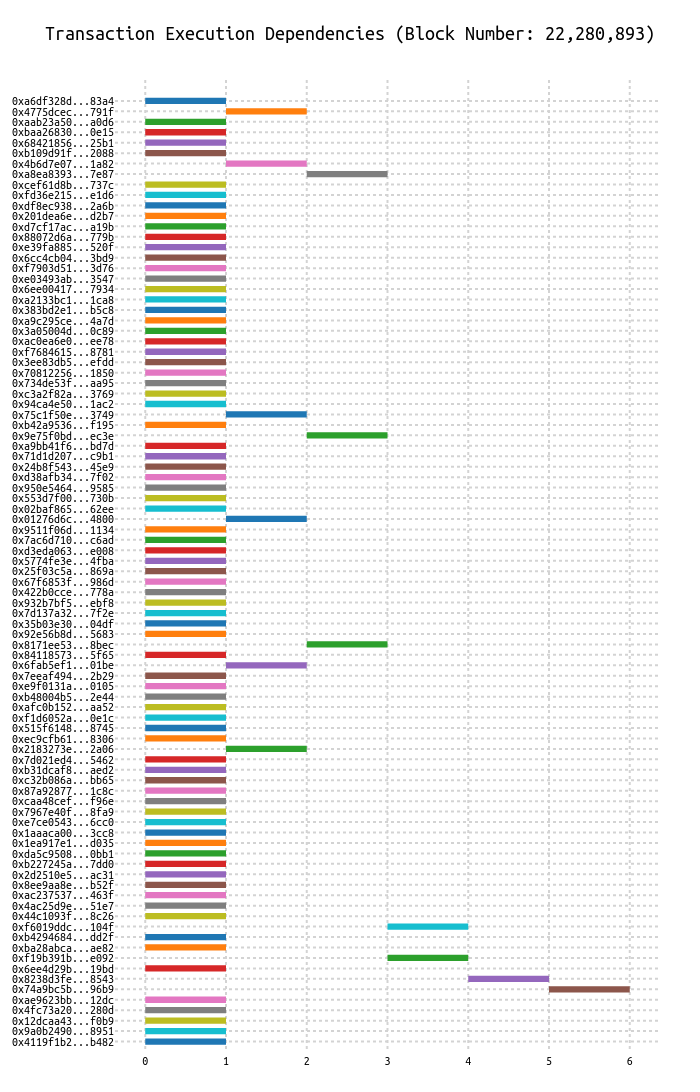 Transaction Execution Dependencies (Block Number: 22,280,893)
0xa6df328d...83a4
0x4775dcec...791f
0xaab23a50...a0d6
0xbaa26830...0e15
0x68421856...25b1
0xb109d91f...2088
0x4b6d7e07...1a82
0xa8ea8393...7e87
0xcef61d8b...737c
0xfd36e215...e1d6
0xdf8ec938...2a6b
0x201dea6e...d2b7
0xd7cf17ac...a19b
0x88072d6a...779b
0xe39fa885...520f
0x6cc4cb04...3bd9
0xf7903d51...3d76
0xe03493ab...3547
0x6ee00417...7934
0xa2133bc1...1ca8
0x383bd2e1...b5c8
0xa9c295ce...4a7d
0x3a05004d...0c89
0xac0ea6e0...ee78
0xf7684615...8781
0x3ee83db5...efdd
0x70812256...1850
0x734de53f...aa95
0xc3a2f82a...3769
0x94ca4e50...1ac2
0x75c1f50e...3749
0xb42a9536...f195
0x9e75f0bd...ec3e
0xa9bb41f6...bd7d
0x71d1d207...c9b1
0x24b8f543...45e9
0xd38afb34...7f02
0x950e5464...9585
0x553d7f00...730b
0x02baf865...62ee
0x01276d6c...4800
0x9511f06d...1134
0x7ac6d710...c6ad
0xd3eda063...e008
0x5774fe3e...4fba
0x25f03c5a...869a
0x67f6853f...986d
0x422b0cce...778a
0x932b7bf5...ebf8
0x7d137a32...7f2e
0x35b03e30...04df
0x92e56b8d...5683
0x8171ee53...8bec
0x84118573...5f65
0x6fab5ef1...01be
0x7eeaf494...2b29
0xe9f0131a...0105
0xb48004b5...2e44
0xafc0b152...aa52
0xf1d6052a...0e1c
0x515f6148...8745
0xec9cfb61...8306
0x2183273e...2a06
0x7d021ed4...5462
0xb31dcaf8...aed2
0xc32b086a...bb65
0x87a92877...1c8c
0xcaa48cef...f96e
0x7967e40f...8fa9
0xe7ce0543...6cc0
0x1aaaca00...3cc8
0x1ea917e1...d035
0xda5c9508...0bb1
0xb227245a...7dd0
0x2d2510e5...ac31
0x8ee9aa8e...b52f
0xac237537...463f
0x4ac25d9e...51e7
0x44c1093f...8c26
0xf6019ddc...104f
0xb4294684...dd2f
0xba28abca...ae82
0xf19b391b...e092
0x6ee4d29b...19bd
0x8238d3fe...8543
0x74a9bc5b...96b9
0xae9623bb...12dc
0x4fc73a20...280d
0x12dcaa43...f0b9
0x9a0b2490...8951
0x4119f1b2...b482
0 1 2 3 4 5 6